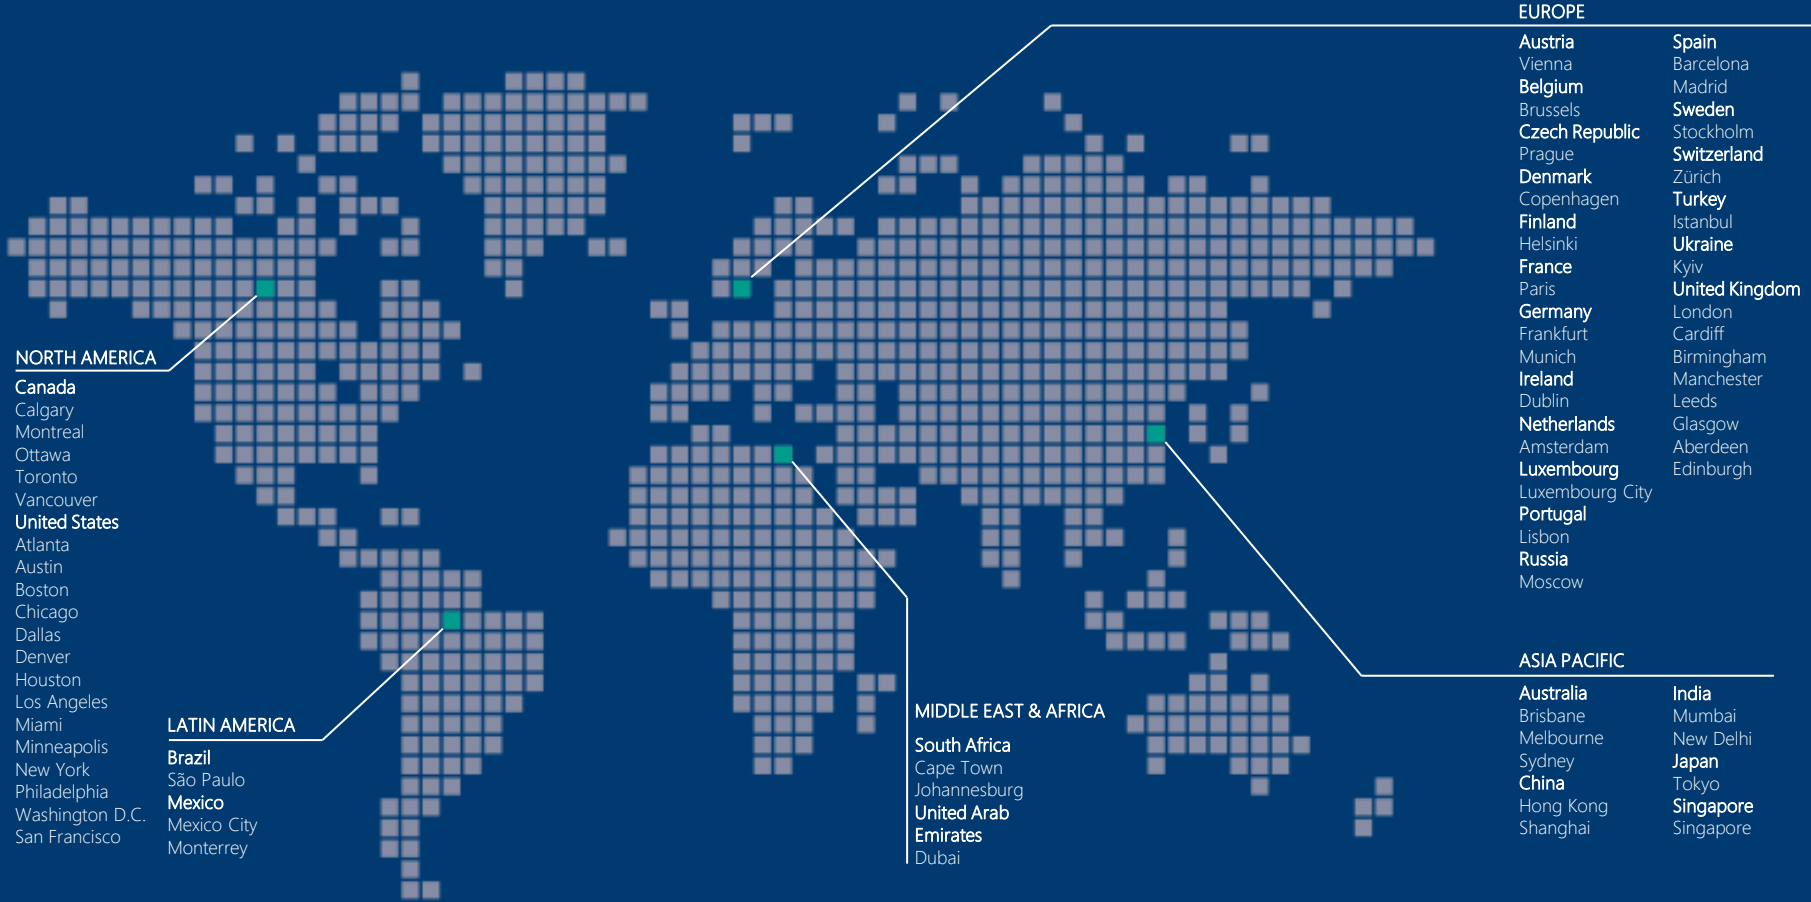 EUROPE
Austria
Vienna
Belgium
Brussels
Czech Republic
Prague
Denmark
Copenhagen
Finland
Helsinki
France
Paris
Germany
Frankfurt
Munich
Ireland
Dublin
Netherlands
Amsterdam
Luxembourg
Luxembourg City
Portugal
Lisbon
Russia
Moscow
Spain
Barcelona
Madrid
Sweden
Stockholm
Switzerland
Zürich
Turkey
Istanbul
Ukraine
Kyiv
United Kingdom
London
Cardiff
Birmingham
Manchester
Leeds
Glasgow
Aberdeen
Edinburgh
NORTH AMERICA
Canada
Calgary
Montreal
Ottawa
Toronto
Vancouver
United States
Atlanta
Austin
Boston
Chicago
Dallas
Denver
Houston
Los Angeles
Miami
Minneapolis
New York
Philadelphia
Washington D.C.
San Francisco
LATIN AMERICA
Brazil
São Paulo
Mexico
Mexico City
Monterrey
MIDDLE EAST & AFRICA
South Africa
Cape Town
Johannesburg
United Arab
Emirates
Dubai
ASIA PACIFIC
Australia
Brisbane
Melbourne
Sydney
China
Hong Kong
Shanghai
India
Mumbai
New Delhi
Japan
Tokyo
Singapore
Singapore